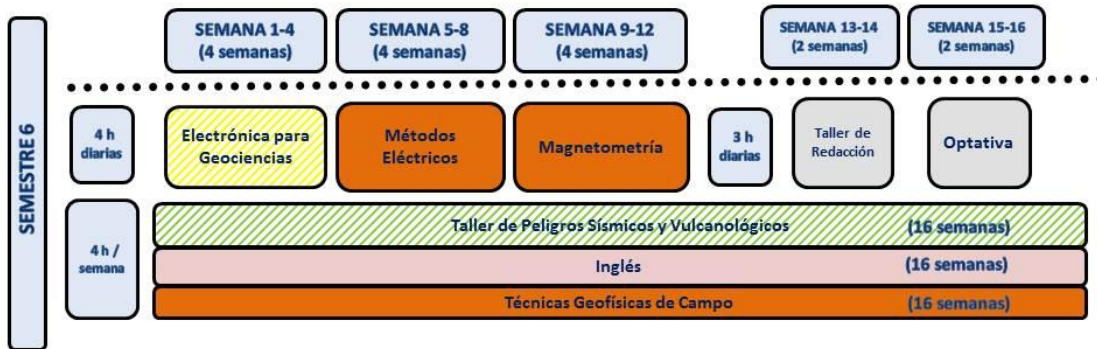 SEMESTRE 6
SEMANA 1-4
(4 semanas)
SEMANA 5-8
(4 semanas)
SEMANA 9-12
(4 semanas)
SEMANA 13-14
(2 semanas)
SEMANA 15-16
(2 semanas)
4 h
diarias
Electrónica para
Geociencias
Métodos
Eléctricos
Magnetometría
3 h
diarias
Taller de
Redacción
Optativa
4 h /
semana
Taller de Peligros Sísmicos y Vulcanológicos (16 semanas)
Inglés (16 semanas)
Técnicas Geofísicas de Campo (16 semanas)